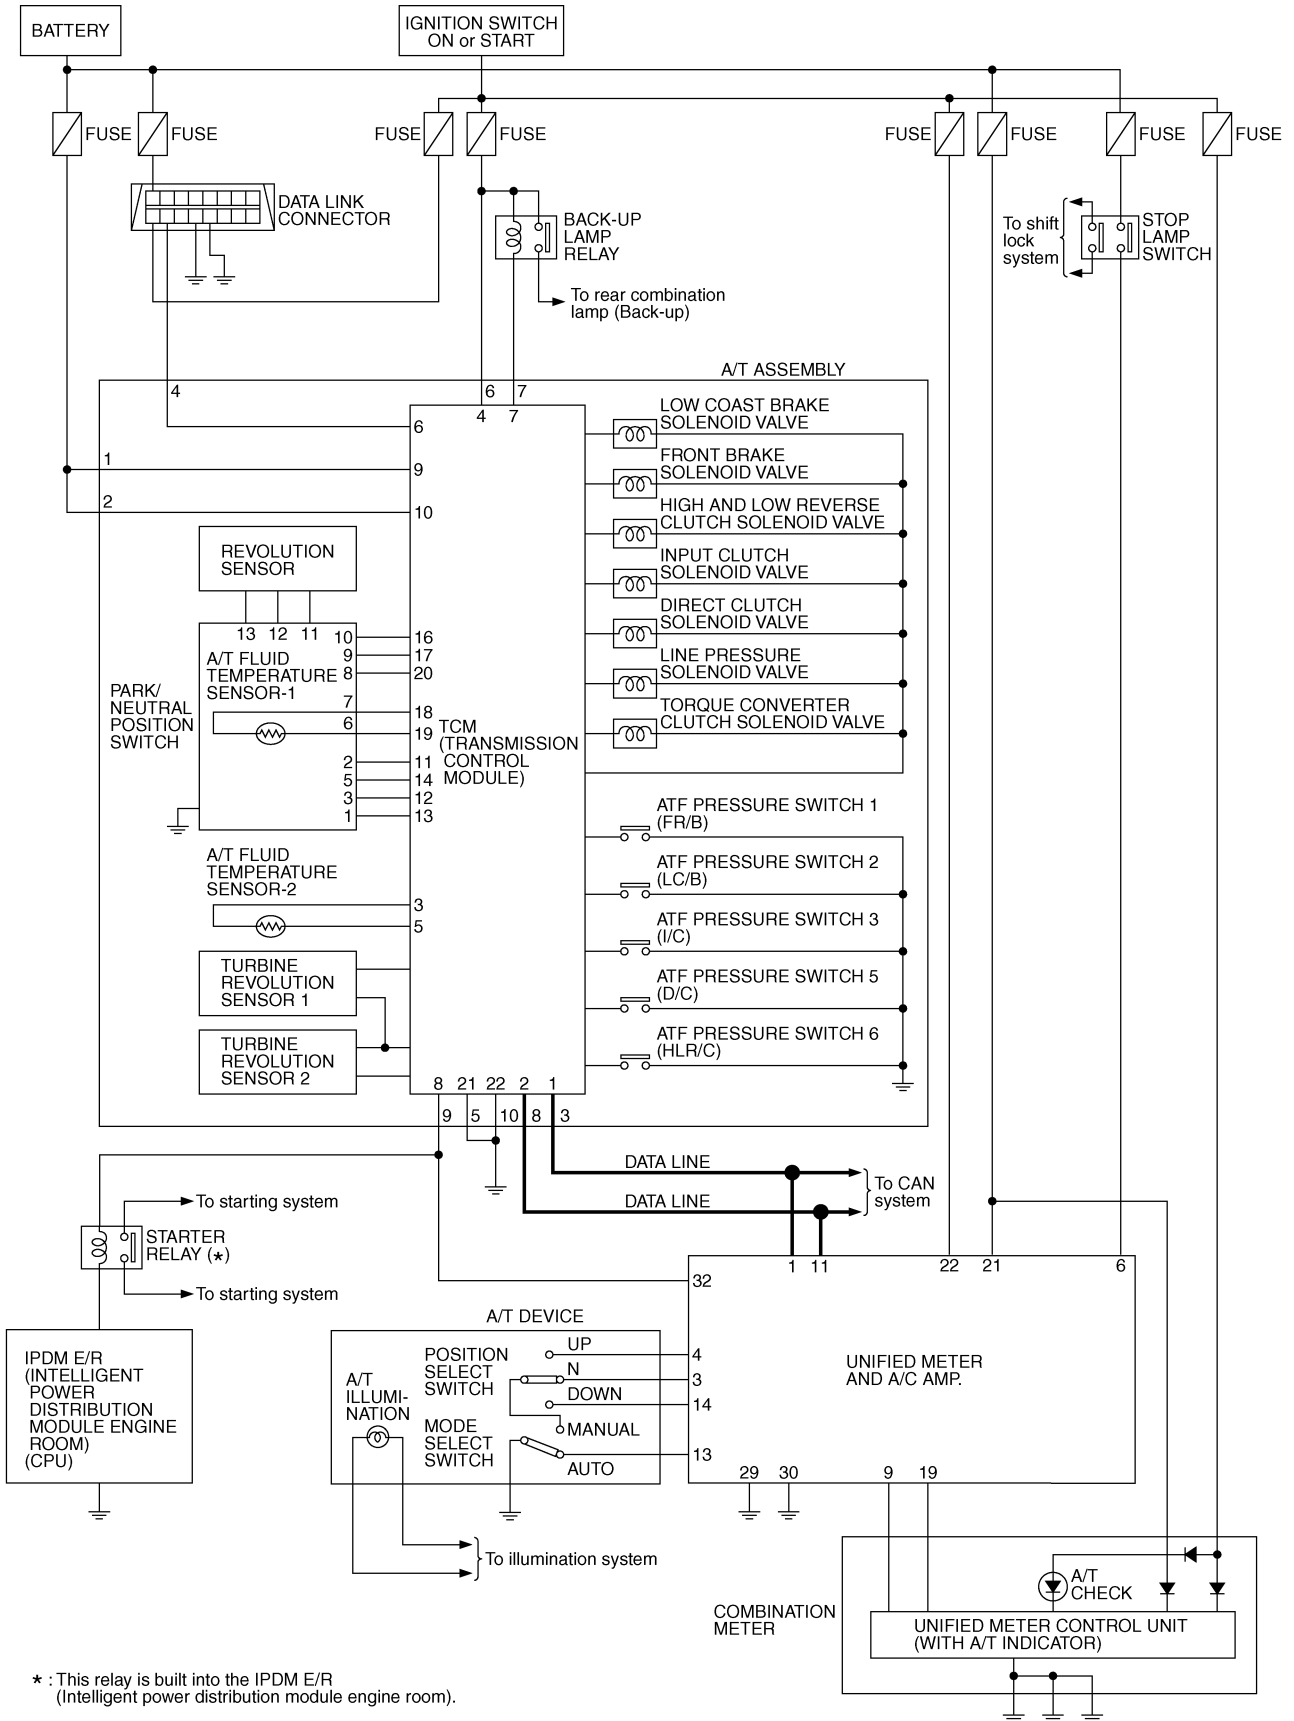 BATTERY
IGNITION SWITCH
ON or START
FUSE
FUSE
FUSE
FUSE
FUSE
FUSE
FUSE
FUSE
DATA LINK
CONNECTOR
BACK-UP
LAMP
RELAY
To shift
lock
system
STOP
LAMP
SWITCH
To rear combination
lamp (Back-up)
A/T ASSEMBLY
4
6
7
4
7
6
1
9
2
10
LOW COAST BRAKE
SOLENOID VALVE
FRONT BRAKE
SOLENOID VALVE
HIGH AND LOW REVERSE
CLUTCH SOLENOID VALVE
INPUT CLUTCH
SOLENOID VALVE
DIRECT CLUTCH
SOLENOID VALVE
LINE PRESSURE
SOLENOID VALVE
TORQUE CONVERTER
CLUTCH SOLENOID VALVE
REVOLUTION
SENSOR
13 12 11
10 16
9 17
8 20
7 18
6 19
2 11
5 14
3 12
1 13
A/T FLUID
TEMPERATURE
SENSOR-1
PARK/
NEUTRAL
POSITION
SWITCH
TCM
(TRANSMISSION
CONTROL
MODULE)
A/T FLUID
TEMPERATURE
SENSOR-2
3
5
TURBINE
REVOLUTION
SENSOR 1
TURBINE
REVOLUTION
SENSOR 2
ATF PRESSURE SWITCH 1
(FR/B)
ATF PRESSURE SWITCH 2
(LC/B)
ATF PRESSURE SWITCH 3
(I/C)
ATF PRESSURE SWITCH 5
(D/C)
ATF PRESSURE SWITCH 6
(HLR/C)
8 21 22 2 1
9 5 10 8 3
DATA LINE
DATA LINE
To CAN
system
To starting system
STARTER
RELAY (*)
To starting system
IPDM E/R
(INTELLIGENT
POWER
DISTRIBUTION
MODULE ENGINE
ROOM)
(CPU)
A/T DEVICE
POSITION
SELECT
SWITCH
UP
N
DOWN
MANUAL
AUTO
A/T
ILLUMI-
NATION
MODE
SELECT
SWITCH
1 11 22 21 6
32
4
3
14
13
29 30 9 19
UNIFIED METER
AND A/C AMP.
To illumination system
A/T
CHECK
COMBINATION
METER
UNIFIED METER CONTROL UNIT
(WITH A/T INDICATOR)
* : This relay is built into the IPDM E/R
(Intelligent power distribution module engine room).